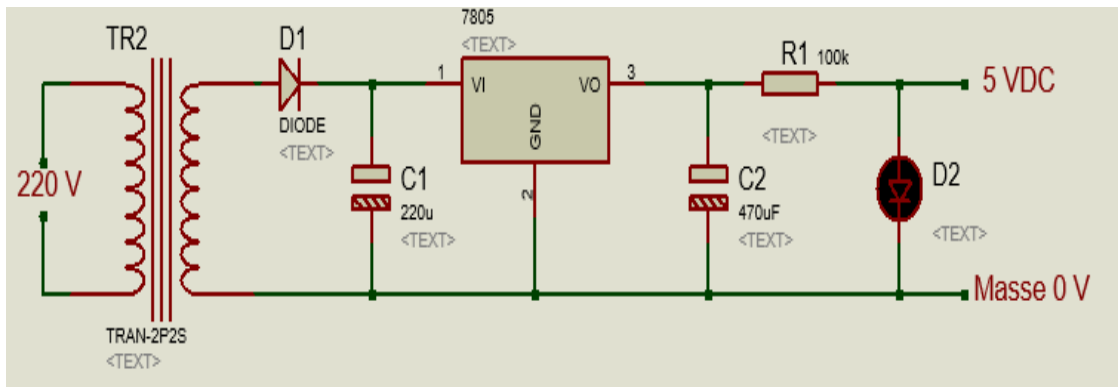 TR2
TRAN-2P2S
<TEXT>
220 V
D1
DIODE
<TEXT>
C1
220u
<TEXT>
7805
<TEXT>
1
VI
VO
3
GND
2
C2
470uF
<TEXT>
R1 100k
<TEXT>
D2
<TEXT>
5 VDC
Masse 0 V